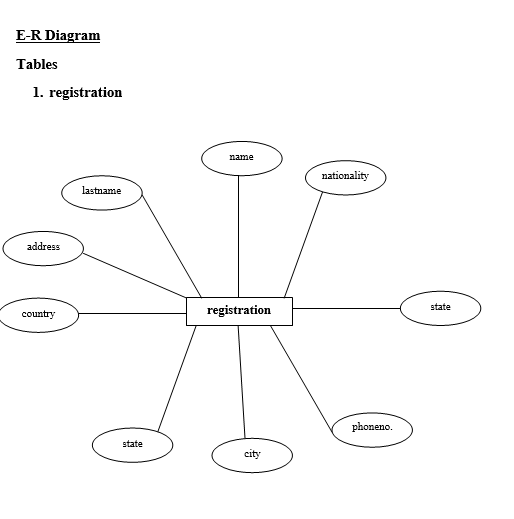 E-R Diagram
Tables
1. registration
name
nationality
lastname
address
state
country
registration
phoneno.
state
city